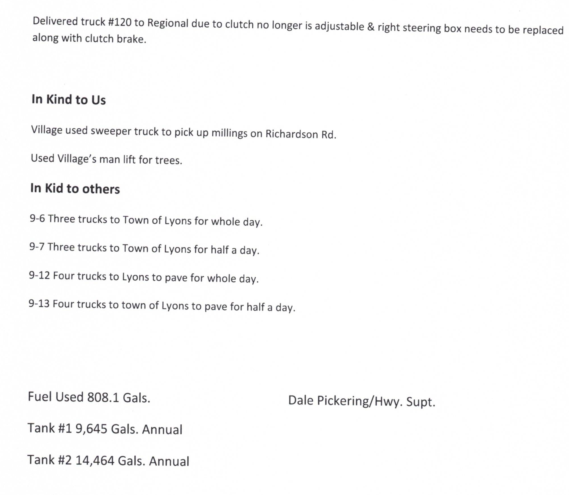 Delivered truck #120 to Regional due to clutch no longer is adjustable & right steering box needs to be replaced
along with clutch brake.
In Kind to Us
Village used sweeper truck to pick up millings on Richardson Rd.
Used Village's man lift for trees.
In Kid to others
9-6 Three trucks to Town of Lyons for whole day.
9-7 Three trucks to Town of Lyons for half a day.
9-12 Four trucks to Lyons to pave for whole day.
9-13 Four trucks to town of Lyons to pave for half a day.
Fuel Used 808.1 Gals.
Dale Pickering/Hwy. Supt.
Tank #1 9,645 Gals. Annual
Tank #2 14,464 Gals. Annual